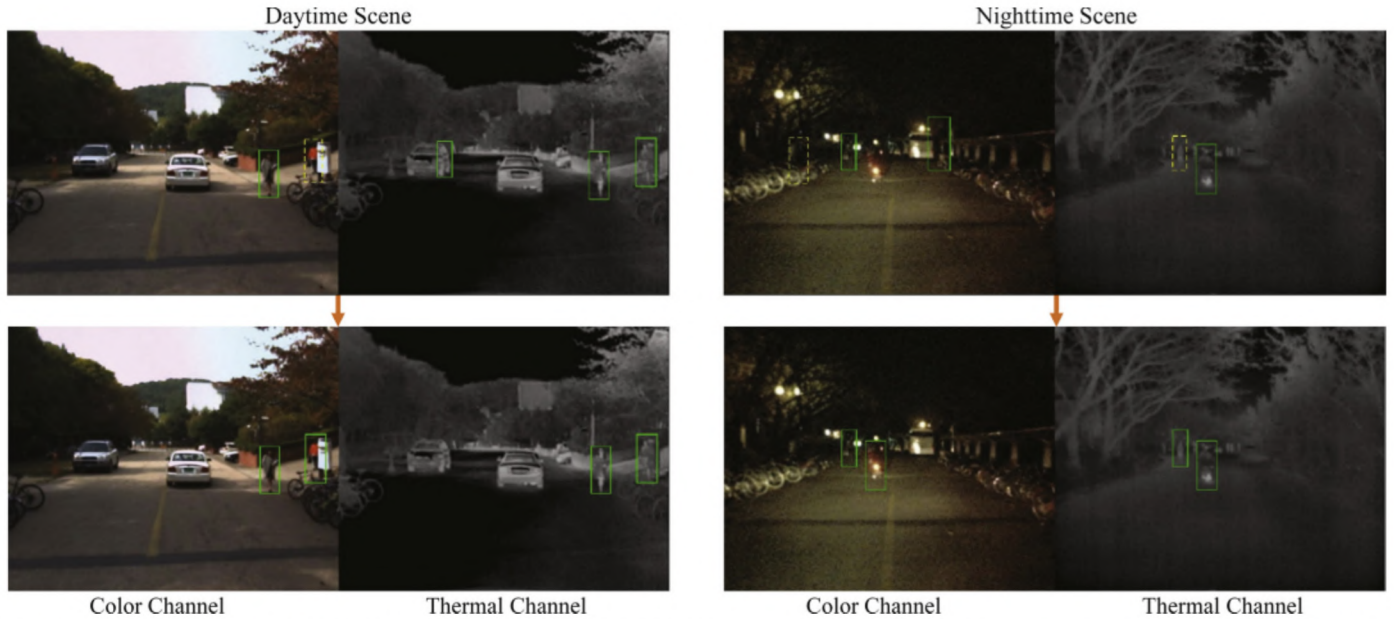 Daytime Scene
Nighttime Scene
Color Channel
Thermal Channel
Color Channel
Thermal Channel